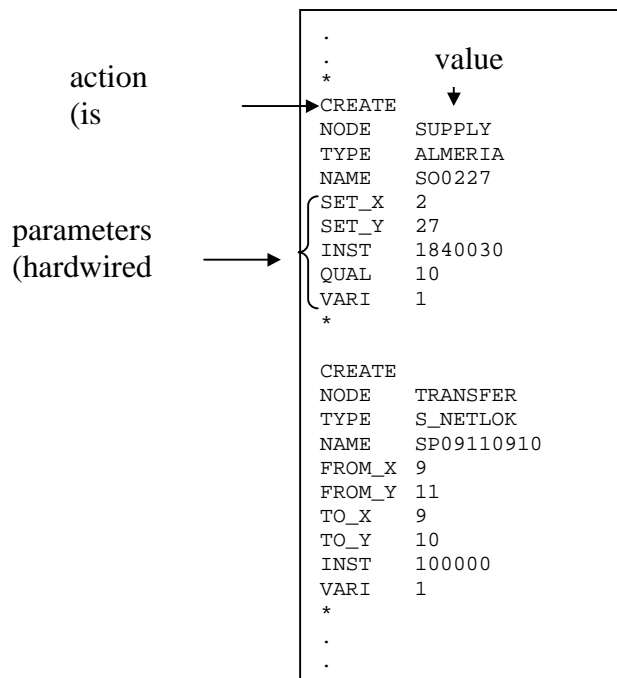 action
(is
parameters
(hardwired
value
.
.
*
CREATE
NODE SUPPLY
TYPE ALMERIA
NAME SO0227
SET_X 2
SET_Y 27
INST 1840030
QUAL 10
VARI 1
*
CREATE
NODE TRANSFER
TYPE S_NETLOK
NAME SP09110910
FROM_X 9
FROM_Y 11
TO_X 9
TO_Y 10
INST 100000
VARI 1
*
.
.